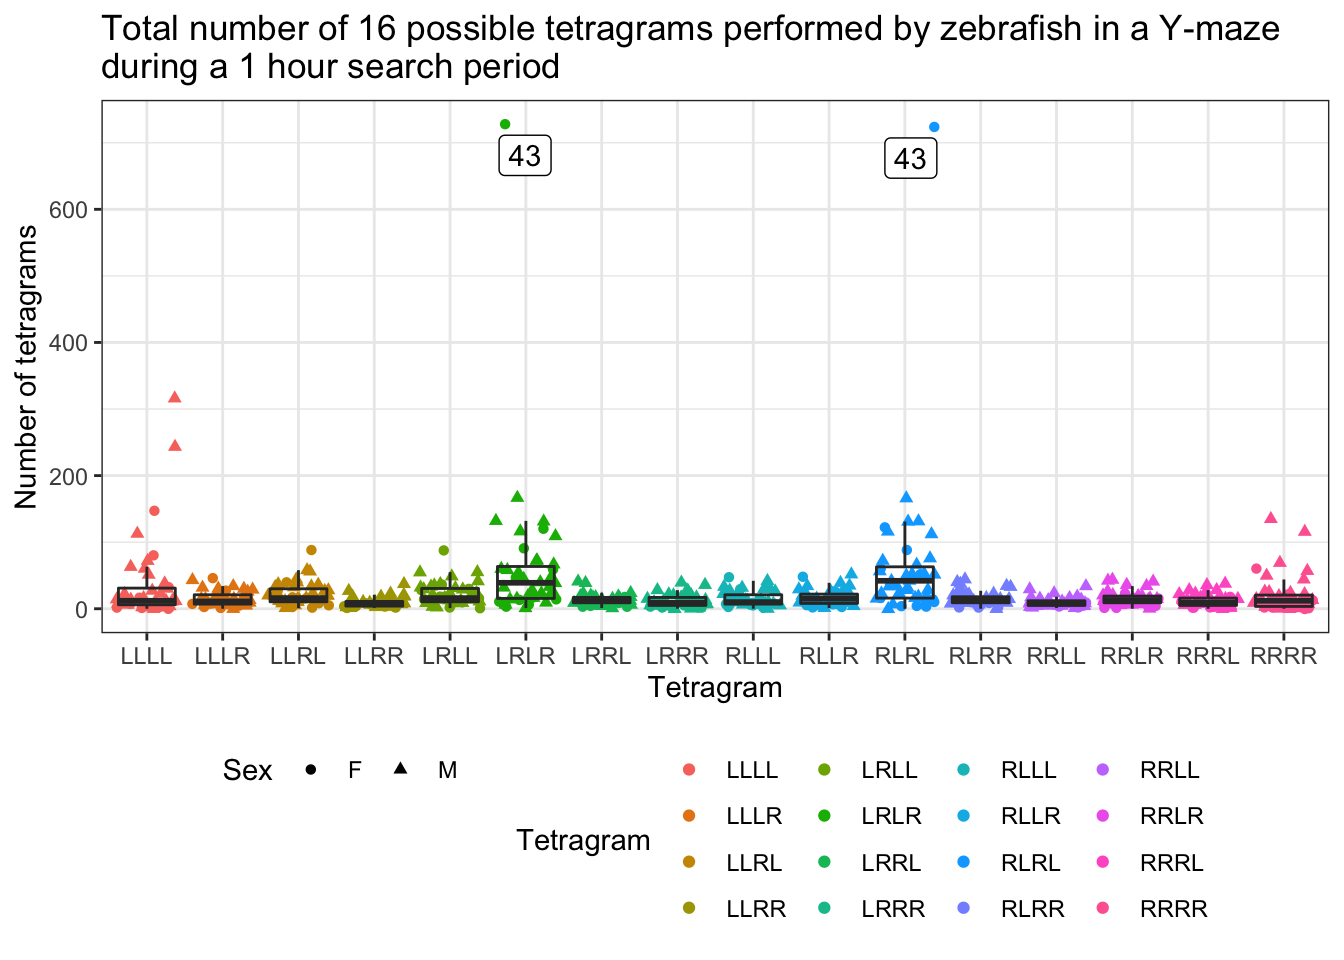 Total number of 16 possible tetragrams performed by zebrafish in a Y-maze
during a 1 hour search period
43
43
600
400
200
0
Number of tetragrams
LLLL LLLR LLRL LLRR LRLL LRLR LRRL LRRR RLLL RLLR RLRL RLRR RRLL RRLR RRRL RRRR
Tetragram
Sex F M
Tetragram
LLLL LRLL RLLL RRLL
LLLR LRLR RLLR RRLR
LLRL LRRL RLRL RRRL
LLRR LRRR RLRR RRRR